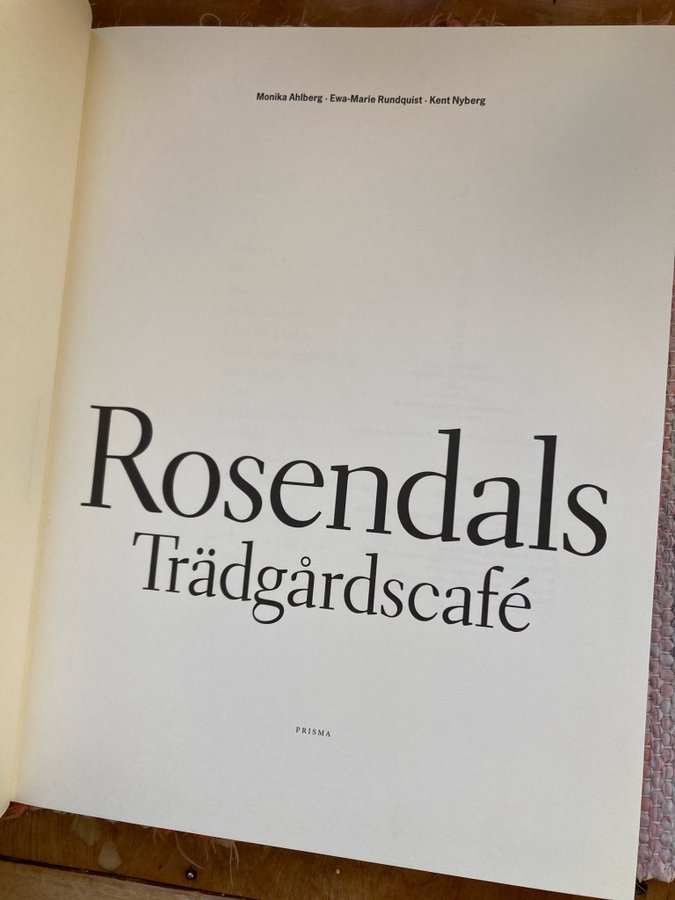 Monika Ahlberg · Ewa-Marie Rundquist · Kent Nyberg
Rosendals
Trädgårdscafé
PRISMA